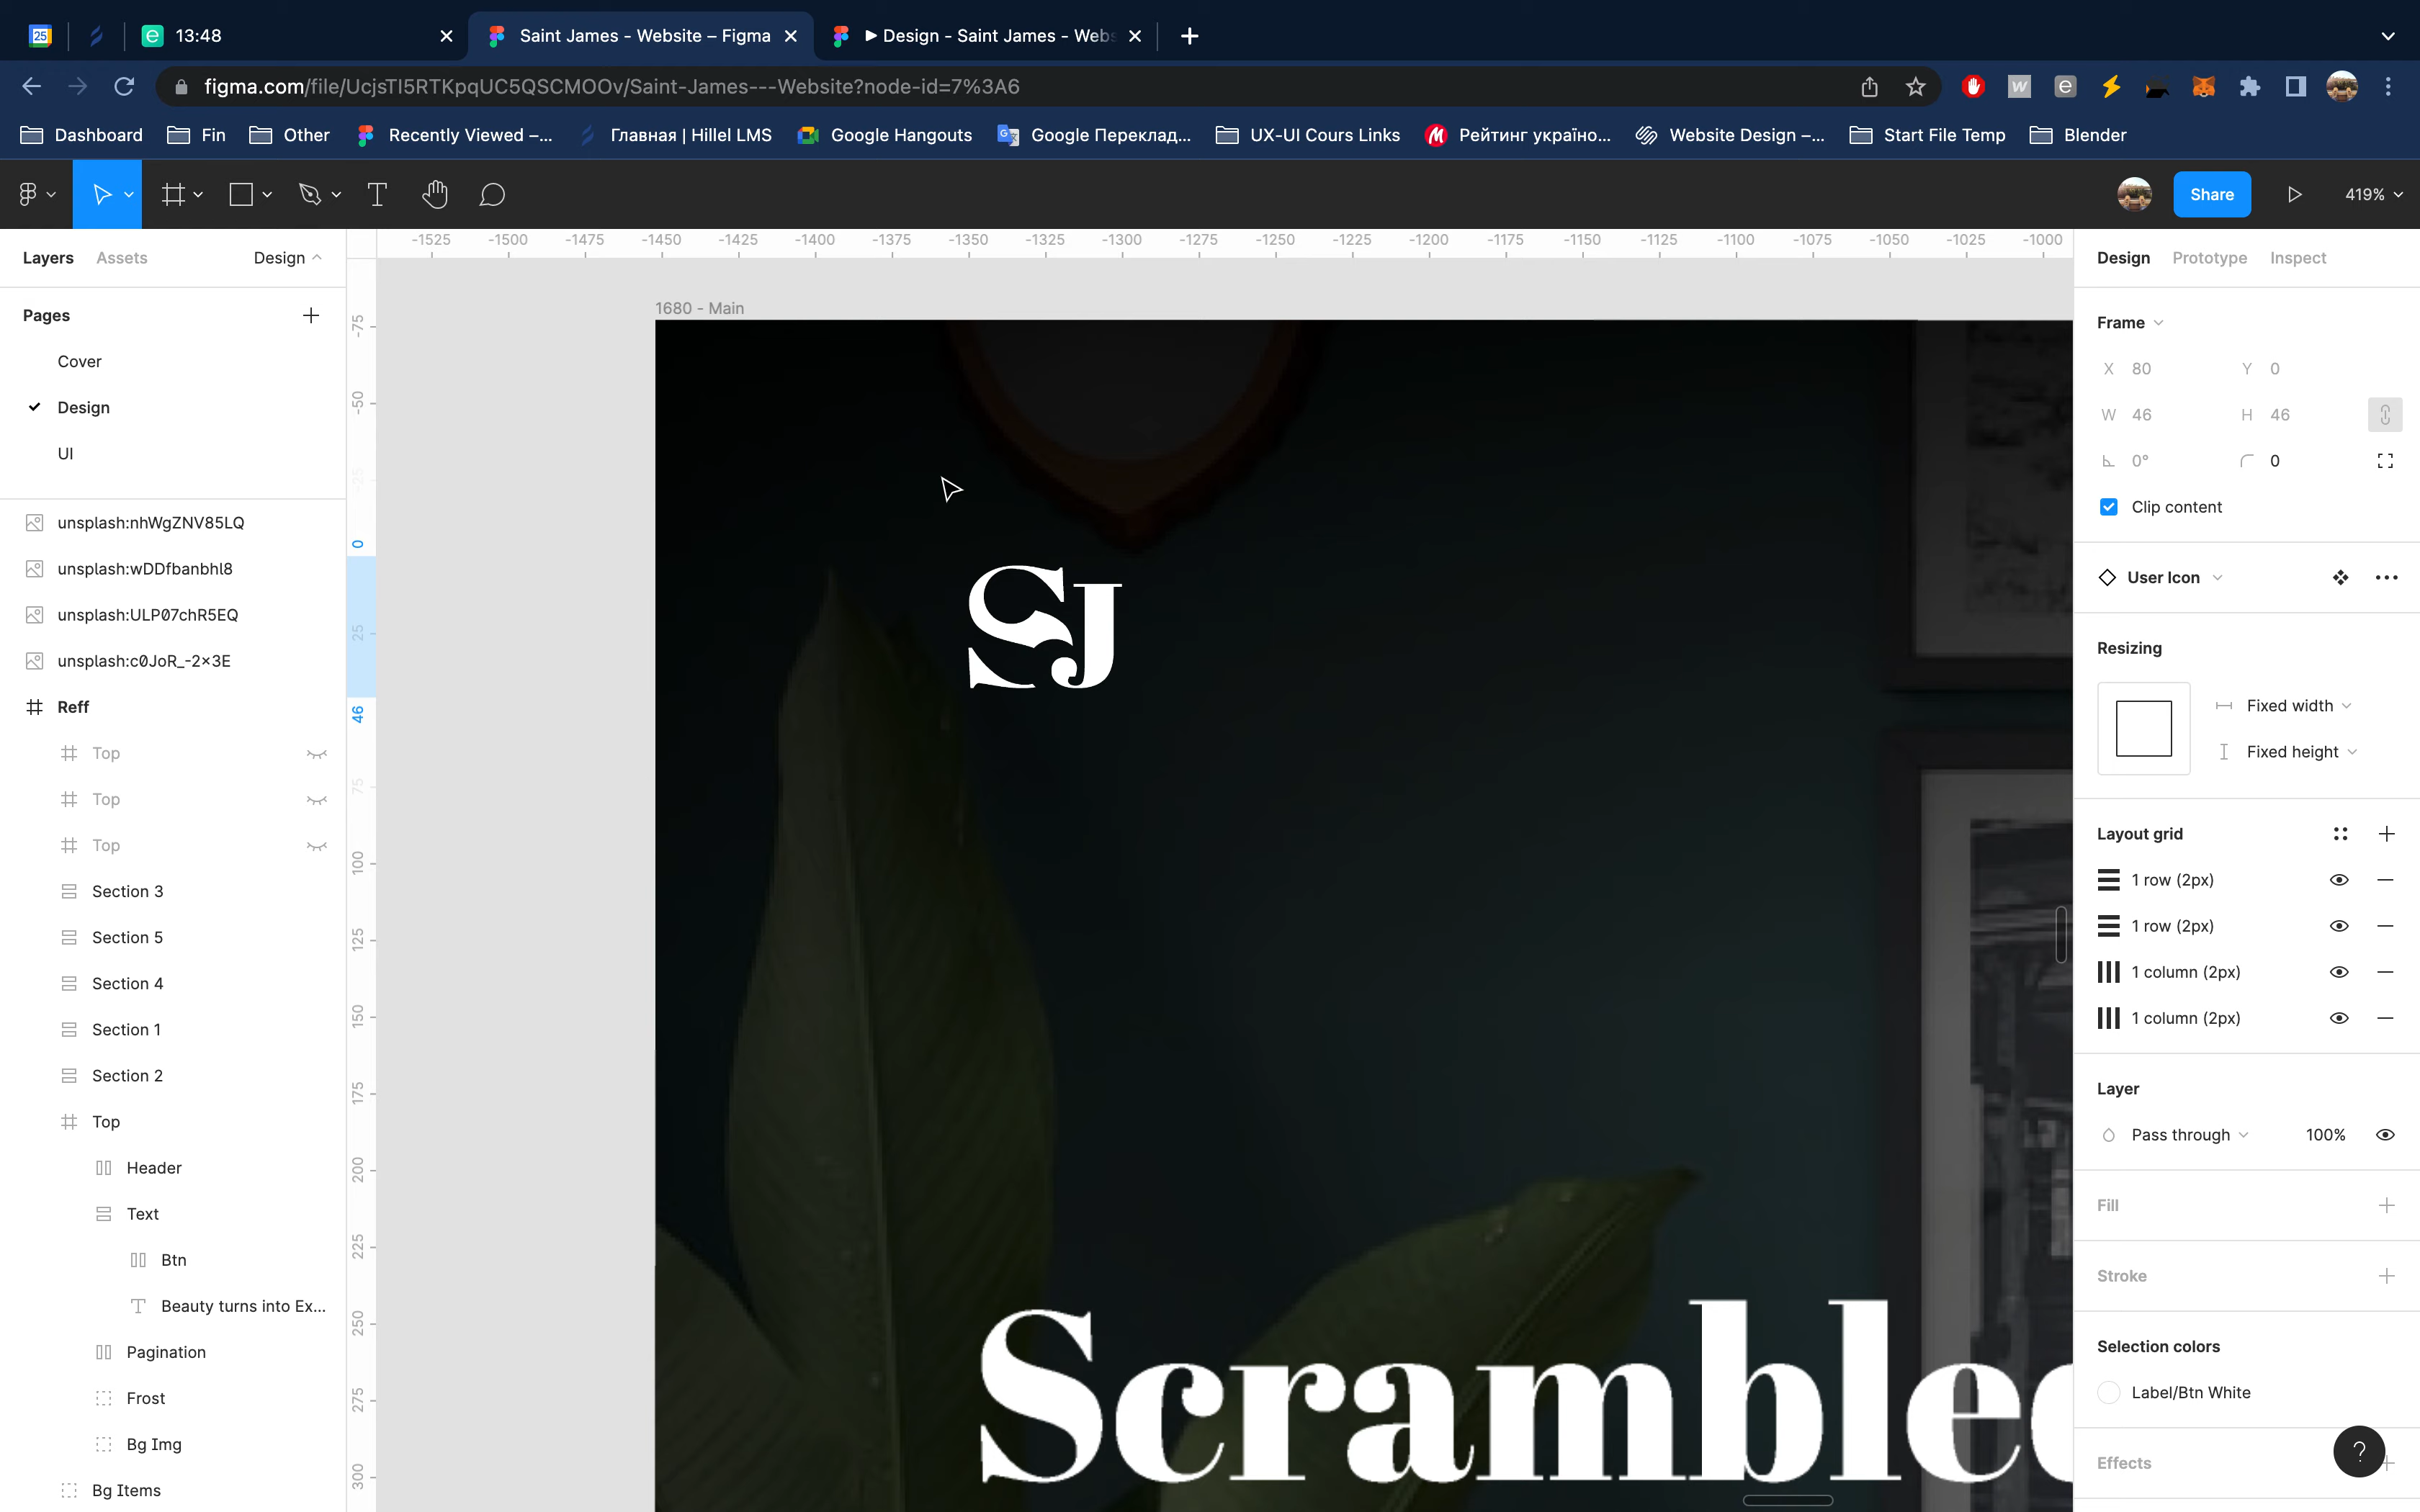 25
13:48
Saint James - Website – Figma
Design - Saint James - Webs
figma.com/file/UcjsTI5RTKpqUC5QSCMOOv/Saint-James---Website?node-id=7%3A6
Dashboard
Fin
Other
Recently Viewed –...
Главная | Hillel LMS
Google Hangouts
Google Переклад...
UX-UI Cours Links
Рейтинг україно...
Website Design –...
Start File Temp
Blender
Share
419%
Layers
Assets
Design
Pages
Cover
Design
UI
unsplash:nhWgZNV85LQ
unsplash:wDDfbanbhl8
unsplash:ULP07chR5EQ
unsplash:c0JoR_-2x3E
Reff
Top
Top
Top
Section 3
Section 5
Section 4
Section 1
Section 2
Top
Header
Text
Btn
Beauty turns into Ex...
Pagination
Frost
Bg Img
Bg Items
-1525 -1500 -1475 -1450 -1425 -1400 -1375 -1350 -1325 -1300 -1275 -1250 -1225 -1200 -1175 -1150 -1125 -1100 -1075 -1050 -1025 -1000
-75
-50
-25
0
25
46
75
100
125
150
175
200
225
250
275
300
1680 - Main
SJ
Scramble
Design
Prototype
Inspect
Frame
X 80 Y 0
W 46 H 46
0° 0
Clip content
User Icon
Resizing
Fixed width
Fixed height
Layout grid
1 row (2px)
1 row (2px)
1 column (2px)
1 column (2px)
Layer
Pass through 100%
Fill
Stroke
Selection colors
Label/Btn White
Effects
?